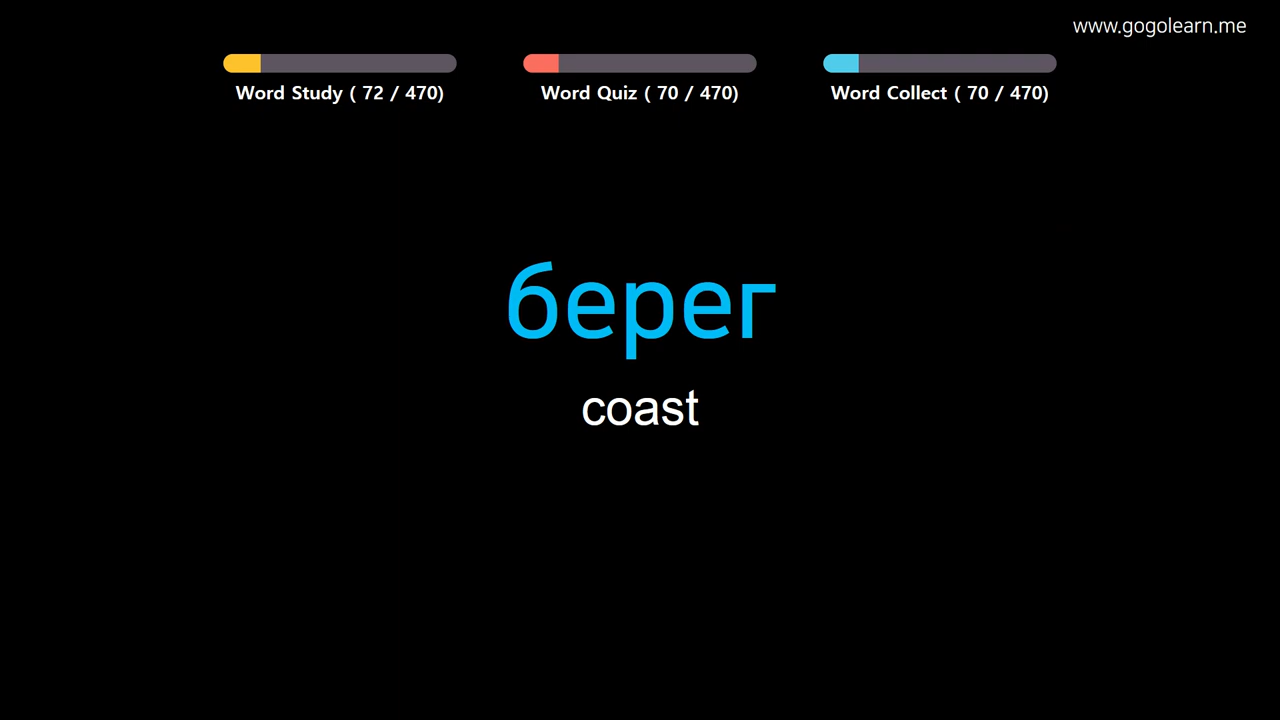 www.gogolearn.me
Word Study ( 72 / 470)
Word Quiz ( 70 / 470)
Word Collect ( 70 / 470)
берег
coast